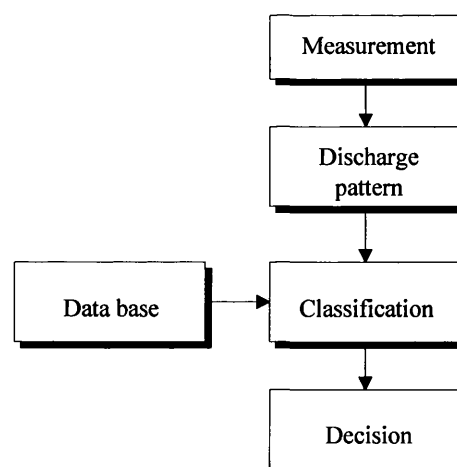 Measurement
Discharge
pattern
Data base
Classification
Decision